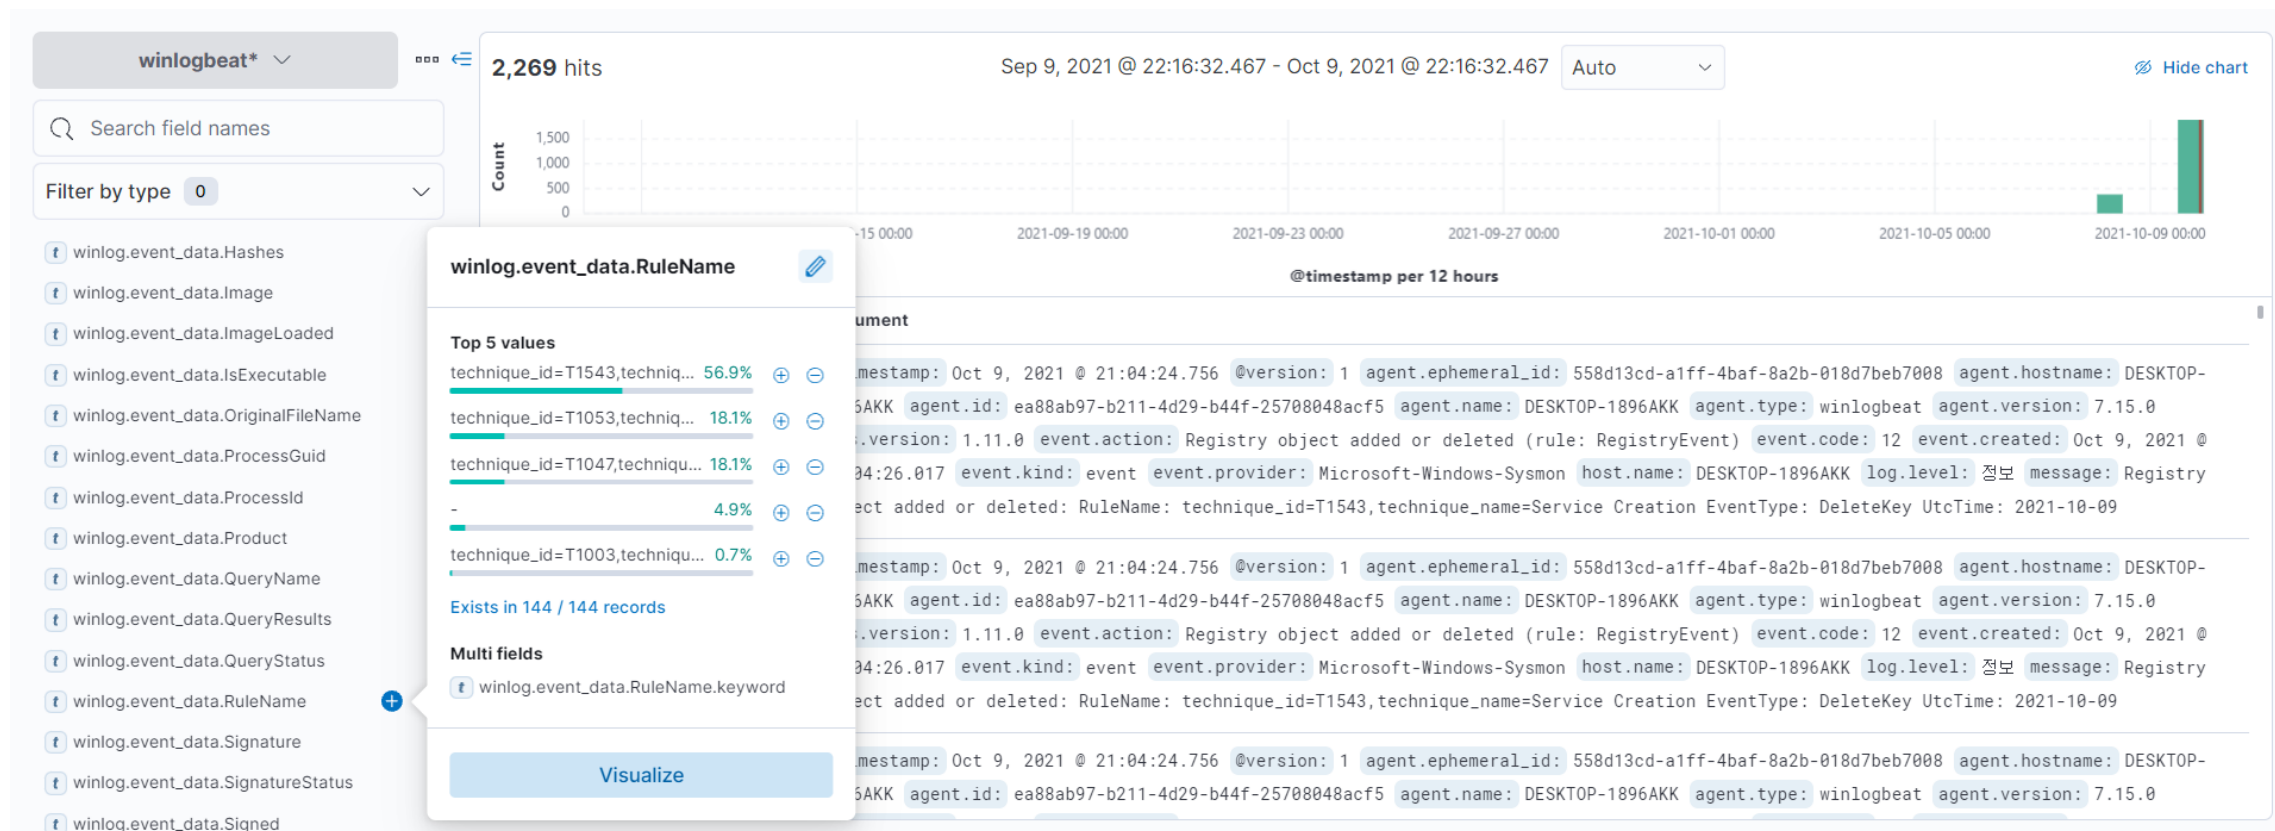 winlogbeat*
2,269 hits
Sep 9, 2021 @ 22:16:32.467 - Oct 9, 2021 @ 22:16:32.467
Auto
Hide chart
Search field names
Filter by type 0
t winlog.event_data.Hashes
t winlog.event_data.Image
t winlog.event_data.ImageLoaded
t winlog.event_data.IsExecutable
t winlog.event_data.OriginalFileName
t winlog.event_data.ProcessGuid
t winlog.event_data.ProcessId
t winlog.event_data.Product
t winlog.event_data.QueryName
t winlog.event_data.QueryResults
t winlog.event_data.QueryStatus
t winlog.event_data.RuleName
t winlog.event_data.Signature
t winlog.event_data.SignatureStatus
t winlog.event_data.Signed
winlog.event_data.RuleName
Top 5 values
technique_id=T1543,techniq... 56.9%
technique_id=T1053,techniq... 18.1%
technique_id=T1047,techniqu... 18.1%
- 4.9%
technique_id=T1003,techniqu... 0.7%
Exists in 144 / 144 records
Multi fields
t winlog.event_data.RuleName.keyword
Visualize
Count
1,500
1,000
500
0
-15 00:00 2021-09-19 00:00 2021-09-23 00:00 2021-09-27 00:00 2021-10-01 00:00 2021-10-05 00:00 2021-10-09 00:00
@timestamp per 12 hours
ument
mestamp: Oct 9, 2021 @ 21:04:24.756 @version: 1 agent.ephemeral_id: 558d13cd-a1ff-4baf-8a2b-018d7beb7008 agent.hostname: DESKTOP-
6AKK agent.id: ea88ab97-b211-4d29-b44f-25708048acf5 agent.name: DESKTOP-1896AKK agent.type: winlogbeat agent.version: 7.15.0
s.version: 1.11.0 event.action: Registry object added or deleted (rule: RegistryEvent) event.code: 12 event.created: Oct 9, 2021 @
04:26.017 event.kind: event event.provider: Microsoft-Windows-Sysmon host.name: DESKTOP-1896AKK log.level: 정보 message: Registry
ect added or deleted: RuleName: technique_id=T1543,technique_name=Service Creation EventType: DeleteKey UtcTime: 2021-10-09
mestamp: Oct 9, 2021 @ 21:04:24.756 @version: 1 agent.ephemeral_id: 558d13cd-a1ff-4baf-8a2b-018d7beb7008 agent.hostname: DESKTOP-
6AKK agent.id: ea88ab97-b211-4d29-b44f-25708048acf5 agent.name: DESKTOP-1896AKK agent.type: winlogbeat agent.version: 7.15.0
s.version: 1.11.0 event.action: Registry object added or deleted (rule: RegistryEvent) event.code: 12 event.created: Oct 9, 2021 @
04:26.017 event.kind: event event.provider: Microsoft-Windows-Sysmon host.name: DESKTOP-1896AKK log.level: 정보 message: Registry
ect added or deleted: RuleName: technique_id=T1543,technique_name=Service Creation EventType: DeleteKey UtcTime: 2021-10-09
mestamp: Oct 9, 2021 @ 21:04:24.756 @version: 1 agent.ephemeral_id: 558d13cd-a1ff-4baf-8a2b-018d7beb7008 agent.hostname: DESKTOP-
6AKK agent.id: ea88ab97-b211-4d29-b44f-25708048acf5 agent.name: DESKTOP-1896AKK agent.type: winlogbeat agent.version: 7.15.0